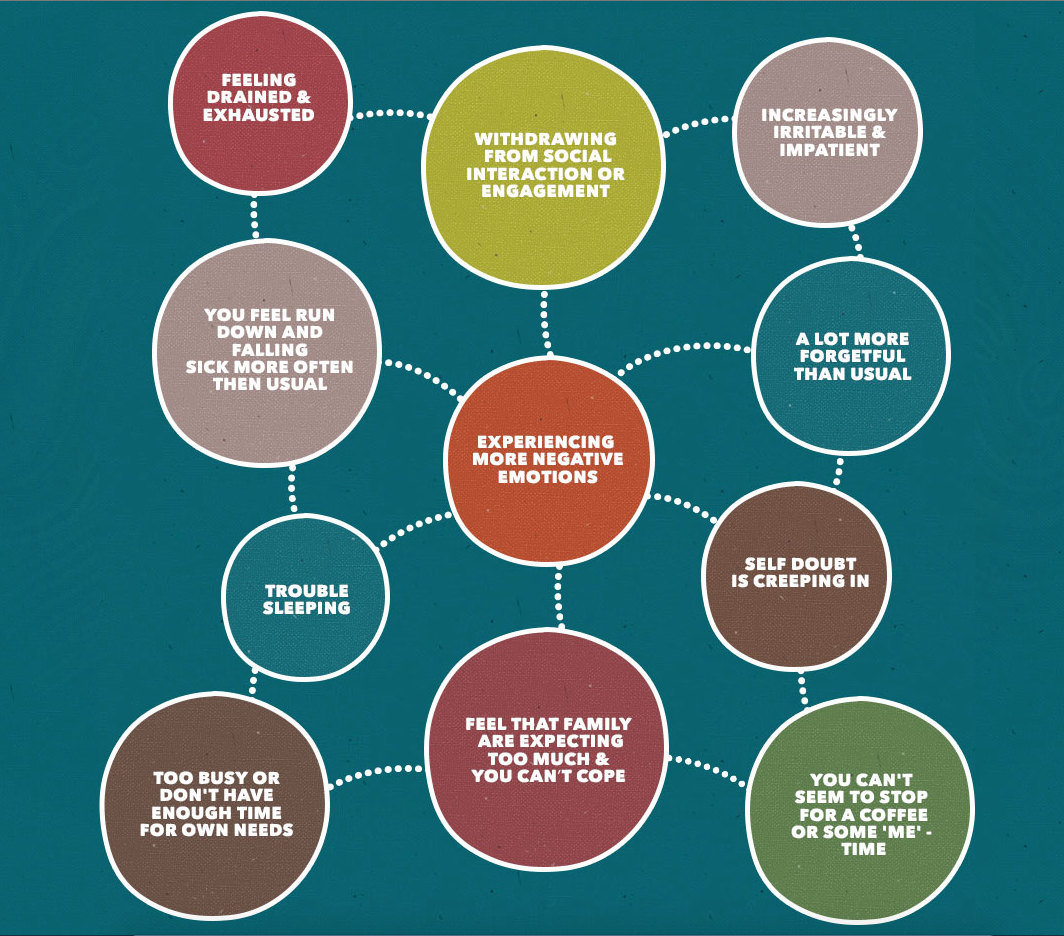 FEELING
DRAINED &
EXHAUSTED
WITHDRAWING
FROM SOCIAL
INTERACTION OR
ENGAGEMENT
INCREASINGLY
IRRITABLE &
IMPATIENT
YOU FEEL RUN
DOWN AND
FALLING
SICK MORE OFTEN
THEN USUAL
A LOT MORE
FORGETFUL
THAN USUAL
EXPERIENCING
MORE NEGATIVE
EMOTIONS
TROUBLE
SLEEPING
SELF DOUBT
IS CREEPING IN
TOO BUSY OR
DON'T HAVE
ENOUGH TIME
FOR OWN NEEDS
FEEL THAT FAMILY
ARE EXPECTING
TOO MUCH &
YOU CAN'T COPE
YOU CAN'T
SEEM TO STOP
FOR A COFFEE
OR SOME 'ME' -
TIME